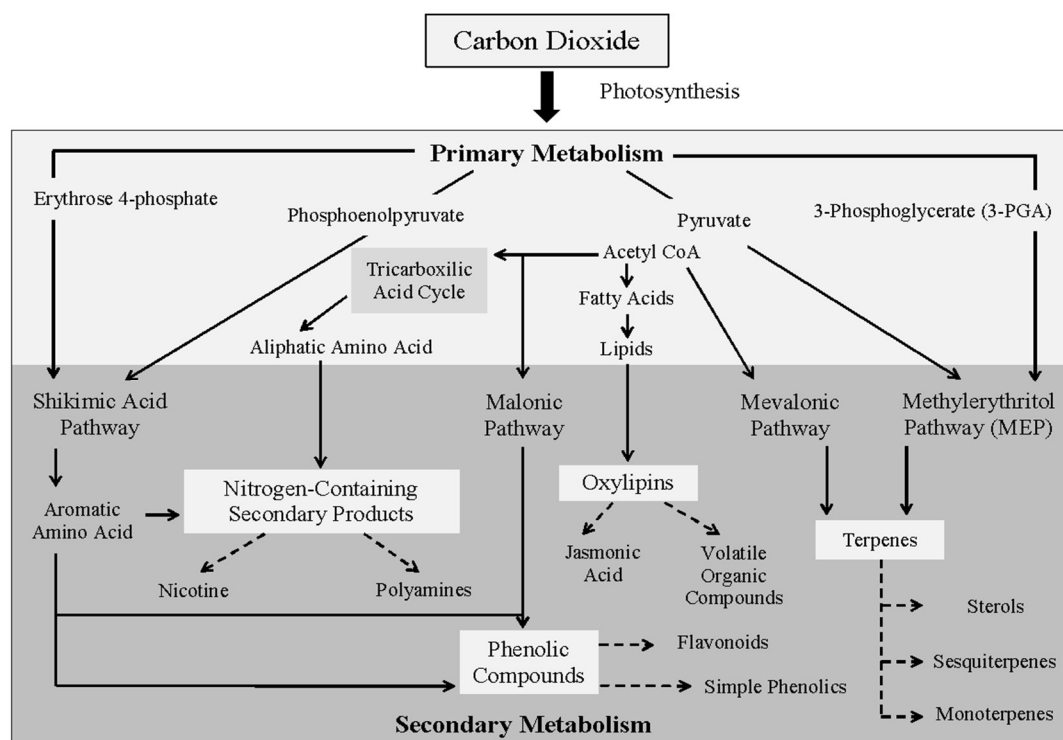 Carbon Dioxide
Photosynthesis
Primary Metabolism
Erythrose 4-phosphate
Phosphoenolpyruvate
Pyruvate
3-Phosphoglycerate (3-PGA)
Acetyl CoA
Tricarboxilic
Acid Cycle
Fatty Acids
Aliphatic Amino Acid
Lipids
Shikimic Acid
Pathway
Malonic
Pathway
Mevalonic
Pathway
Methylerythritol
Pathway (MEP)
Nitrogen-Containing
Secondary Products
Oxylipins
Aromatic
Amino Acid
Terpenes
Jasmonic
Acid
Volatile
Organic
Compounds
Nicotine
Polyamines
Sterols
Phenolic
Compounds
Flavonoids
Simple Phenolics
Sesquiterpenes
Monoterpenes
Secondary Metabolism